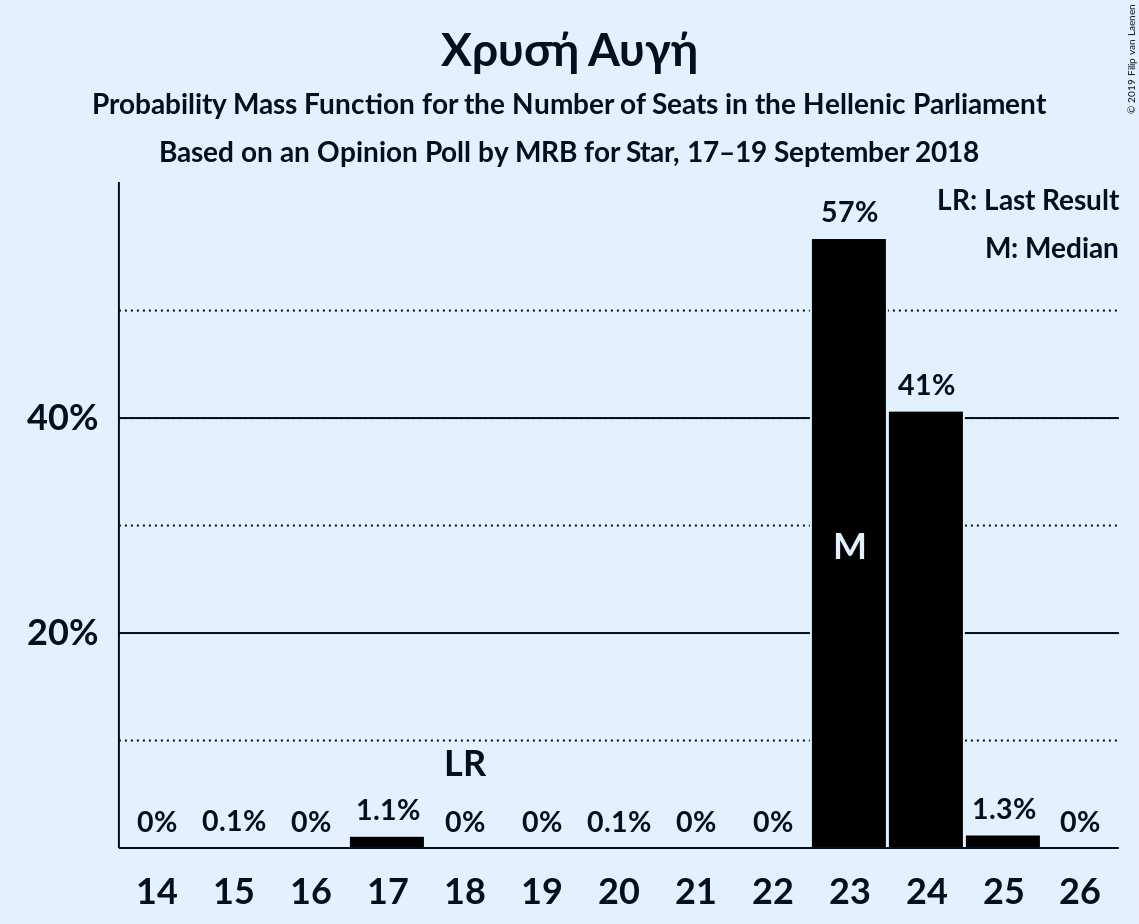 Χρυσή Αυγή
Probability Mass Function for the Number of Seats in the Hellenic Parliament
Based on an Opinion Poll by MRB for Star, 17–19 September 2018
© 2019 Filip van Laenen
LR: Last Result
M: Median
57%
41%
40%
M
20%
LR
0% 0.1% 0% 1.1% 0% 0% 0.1% 0% 0% 1.3% 0%
14 15 16 17 18 19 20 21 22 23 24 25 26